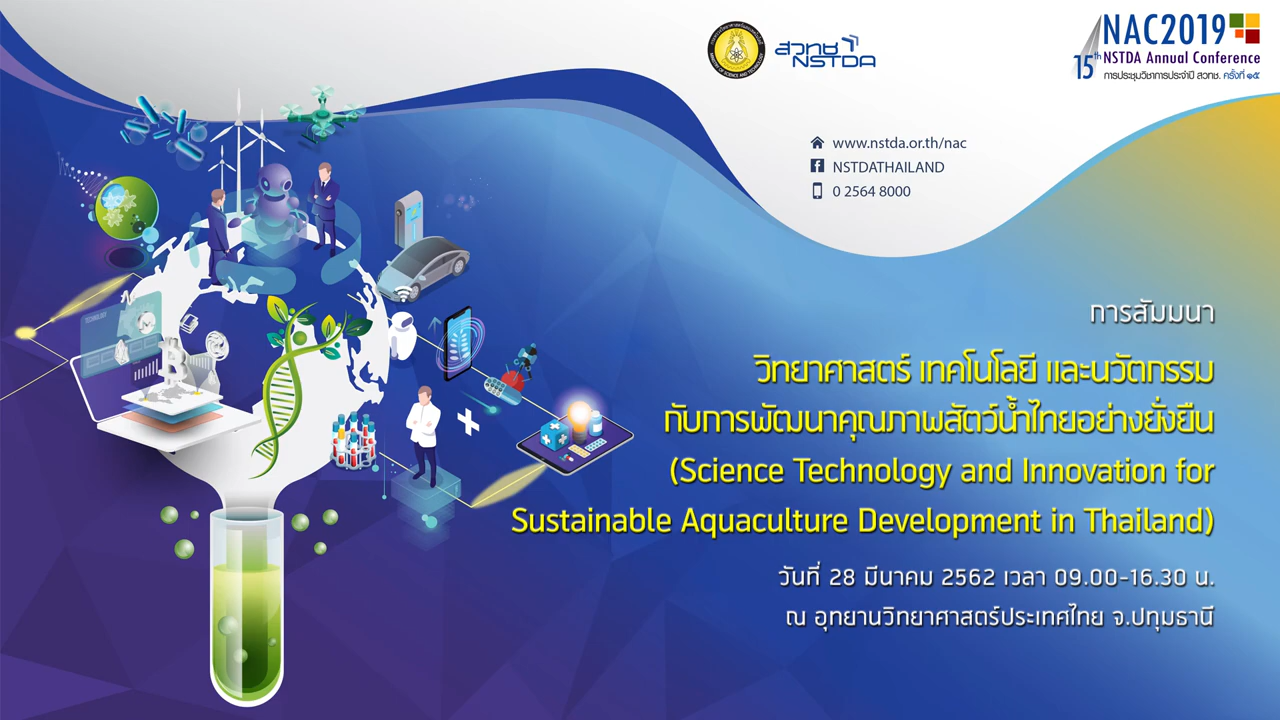 สวทช
NSTDA
NAC2019
15th NSTDA Annual Conference
การประชุมวิชาการประจำปี สวทช. ครั้งที่ ๑๕
www.nstda.or.th/nac
NSTDATHAILAND
0 2564 8000
การสัมมนา
วิทยาศาสตร์ เทคโนโลยี และนวัตกรรม
กับการพัฒนาคุณภาพสัตว์น้ำไทยอย่างยั่งยืน
(Science Technology and Innovation for
Sustainable Aquaculture Development in Thailand)
วันที่ 28 มีนาคม 2562 เวลา 09.00-16.30 น.
ณ อุทยานวิทยาศาสตร์ประเทศไทย จ.ปทุมธานี
TECHNOLOGY